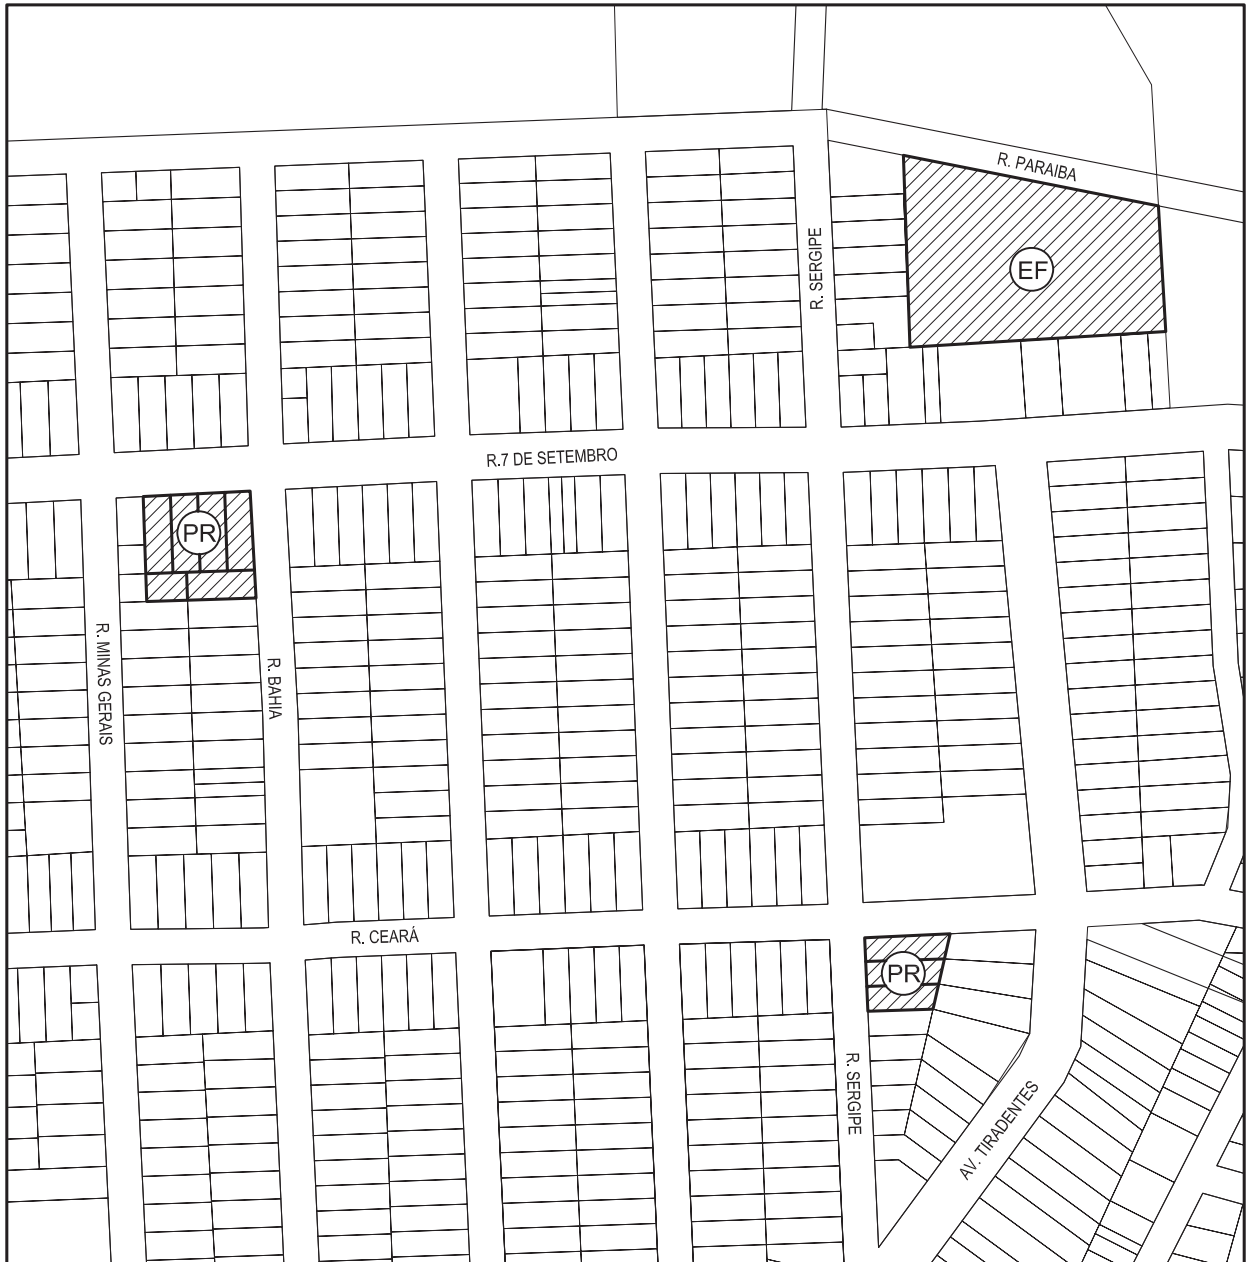 R. PARAIBA
R. SERGIPE
EF
R.7 DE SETEMBRO
PR
R. MINAS GERAIS
R. BAHIA
R. CEARÁ
PR
R. SERGIPE
AV. TIRADENTES